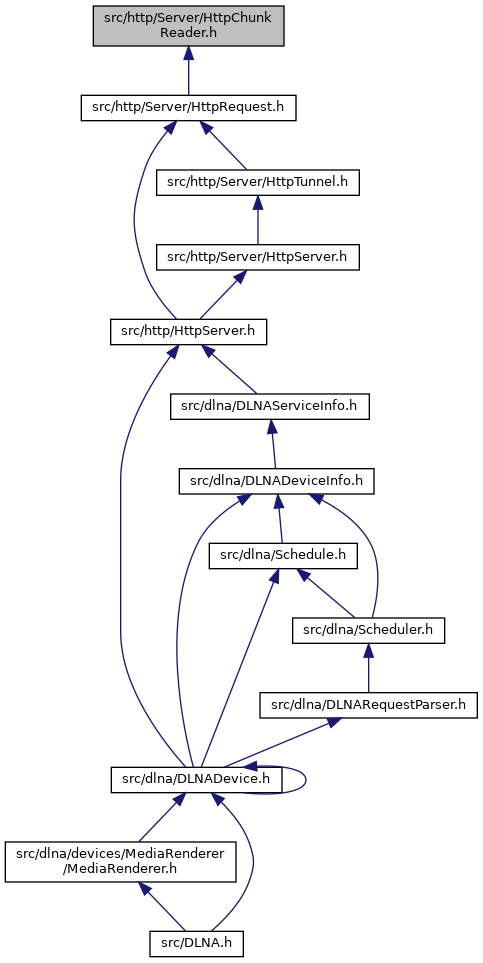 src/http/Server/HttpChunk
Reader.h
src/http/Server/HttpRequest.h
src/http/Server/HttpTunnel.h
src/http/Server/HttpServer.h
src/http/HttpServer.h
src/dlna/DLNAServiceInfo.h
src/dlna/DLNADeviceInfo.h
src/dlna/Schedule.h
src/dlna/Scheduler.h
src/dlna/DLNARequestParser.h
src/dlna/DLNADevice.h
src/dlna/devices/MediaRenderer
/MediaRenderer.h
src/DLNA.h